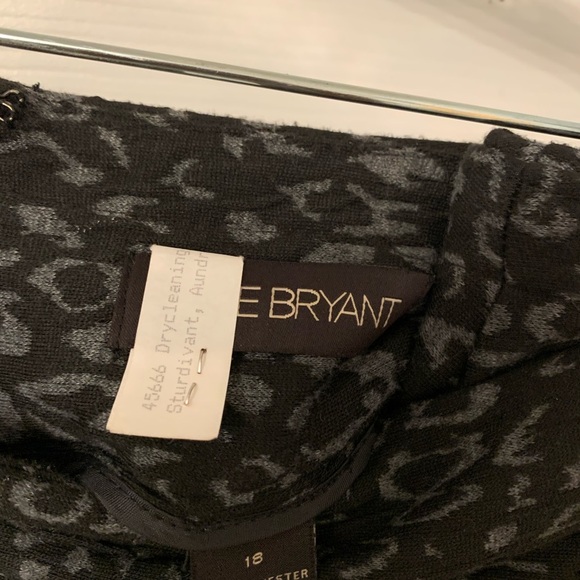 E BRYANT
45666 Drycleaning
Sturdivant, Aundr
18
ESTER